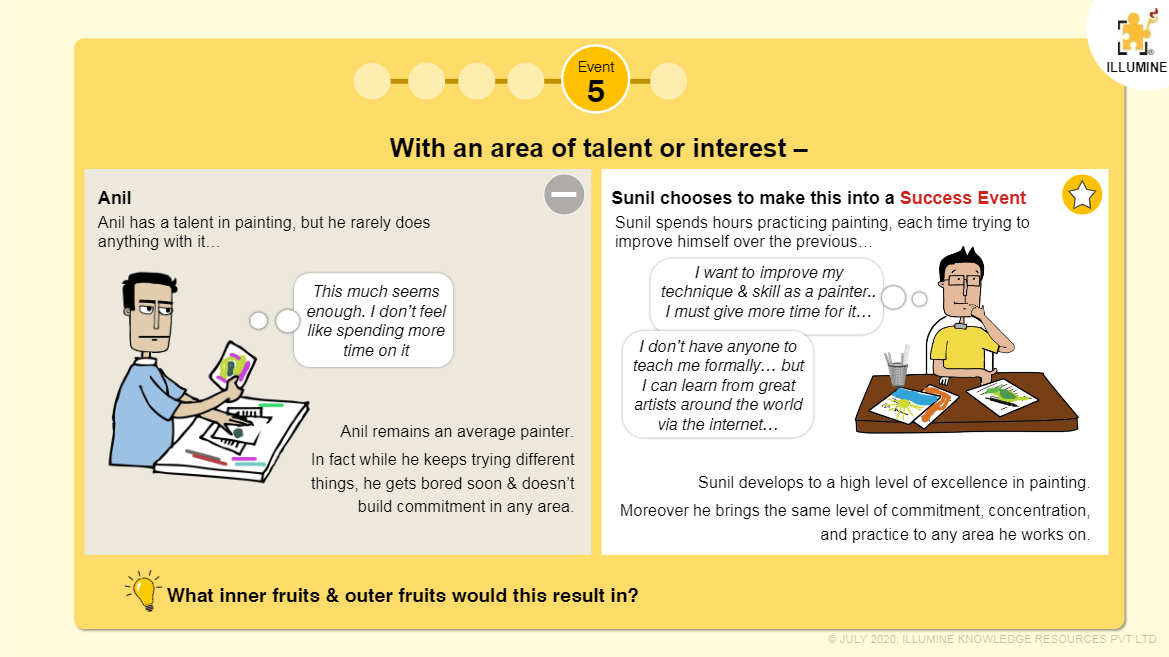 ILLUMINE
Event
5
With an area of talent or interest –
Anil
Anil has a talent in painting, but he rarely does
anything with it…
This much seems
enough. I don’t feel
like spending more
time on it
Anil remains an average painter.
In fact while he keeps trying different
things, he gets bored soon & doesn’t
build commitment in any area.
Sunil chooses to make this into a Success Event
Sunil spends hours practicing painting, each time trying to
improve himself over the previous…
I want to improve my
technique & skill as a painter..
I must give more time for it…
I don’t have anyone to
teach me formally… but
I can learn from great
artists around the world
via the internet…
Sunil develops to a high level of excellence in painting.
Moreover he brings the same level of commitment, concentration,
and practice to any area he works on.
What inner fruits & outer fruits would this result in?
© JULY 2020; ILLUMINE KNOWLEDGE RESOURCES PVT LTD.